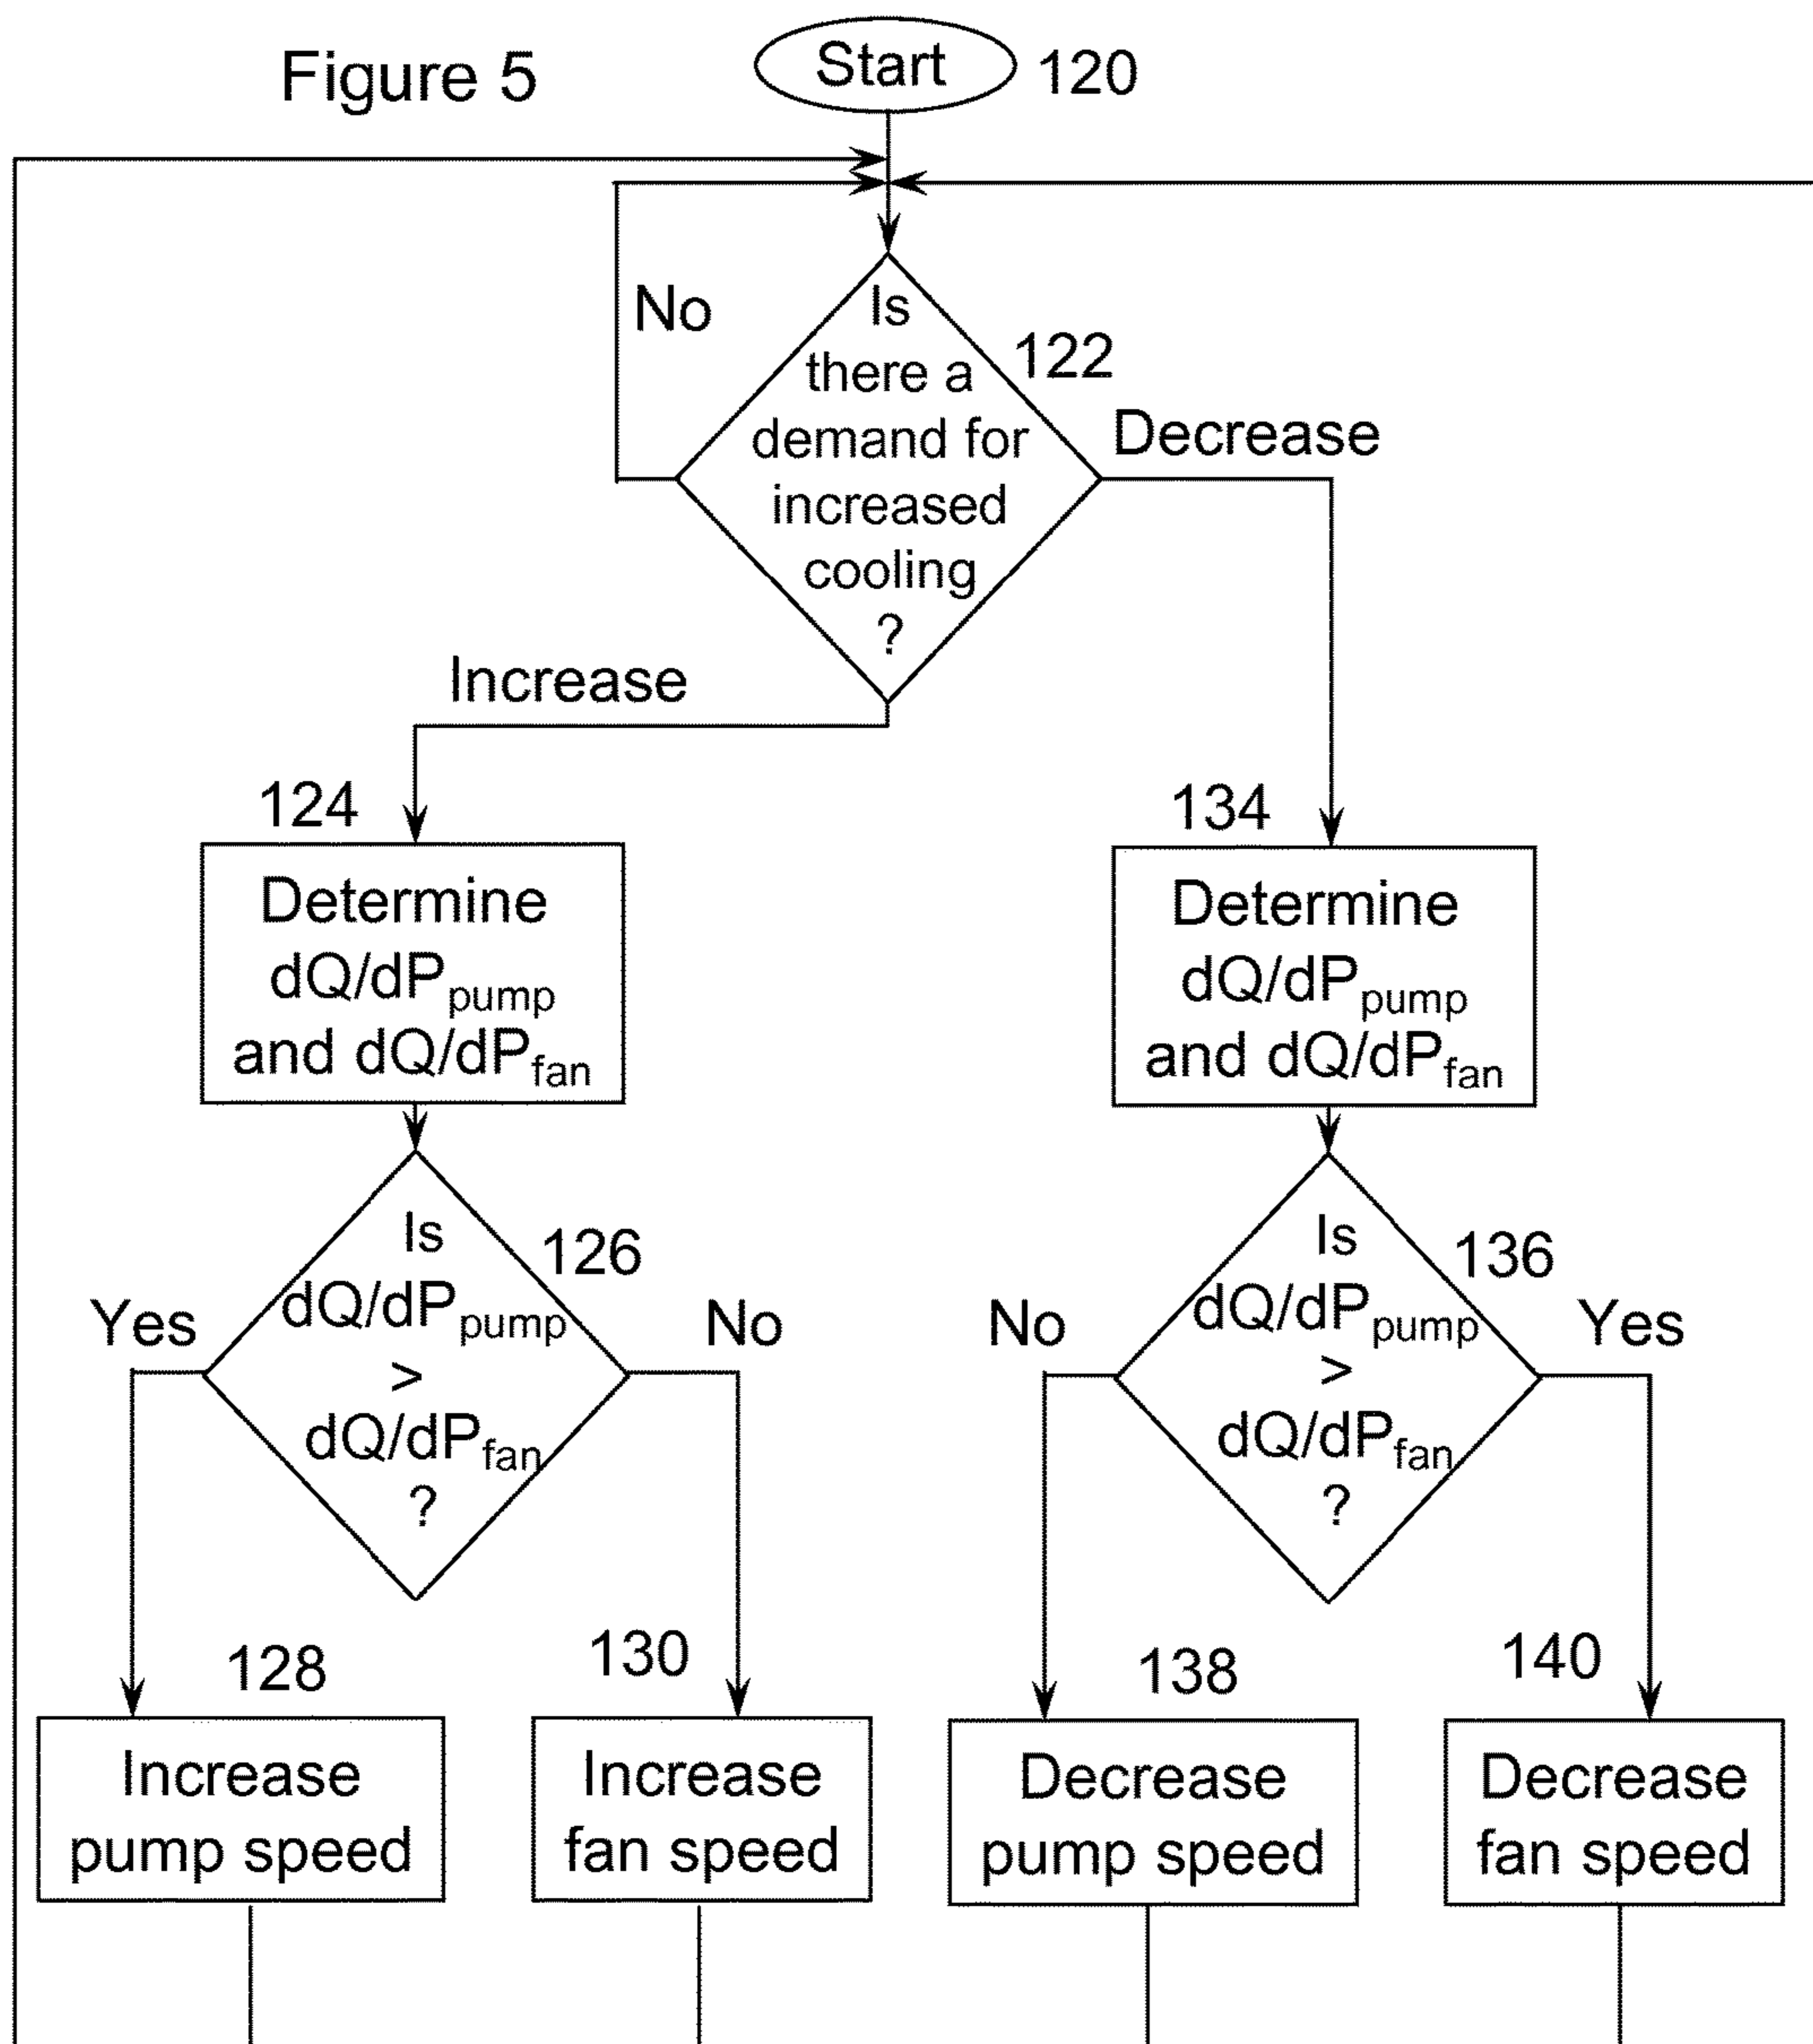 Figure 5
Start
120
No
Is
there a
demand for
increased
cooling
?
122
Decrease
Increase
124
134
Determine
dQ/dPpump
and dQ/dPfan
Determine
dQ/dPpump
and dQ/dPfan
Yes
Is
dQ/dPpump
>
dQ/dPfan
?
126
No
No
Is
dQ/dPpump
>
dQ/dPfan
?
136
Yes
128
130
138
140
Increase
pump speed
Increase
fan speed
Decrease
pump speed
Decrease
fan speed